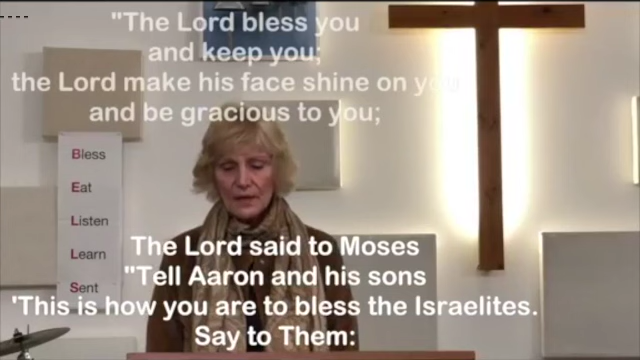 "The Lord bless you
and keep you;
the Lord make his face shine on you
and be gracious to you;
Bless
Eat
Listen
Learn
Sent
The Lord said to Moses
"Tell Aaron and his sons
'This is how you are to bless the Israelites.
Say to Them: